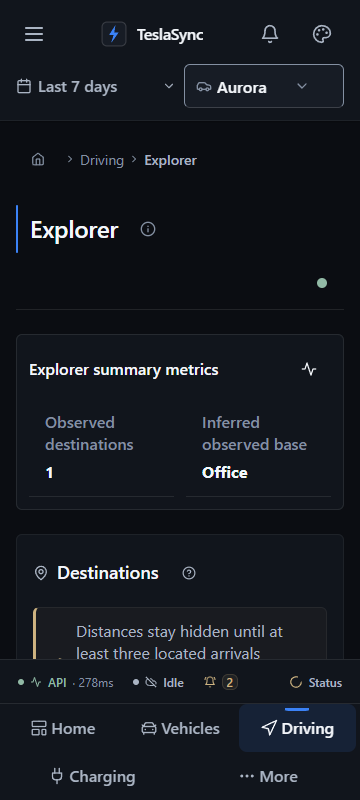 TeslaSync
Last 7 days
Aurora
Driving
Explorer
Explorer
Explorer summary metrics
Observed destinations
1
Inferred observed base
Office
Destinations
Distances stay hidden until at
least three located arrivals
API · 278ms
Idle
2
Status
Home
Vehicles
Driving
Charging
More